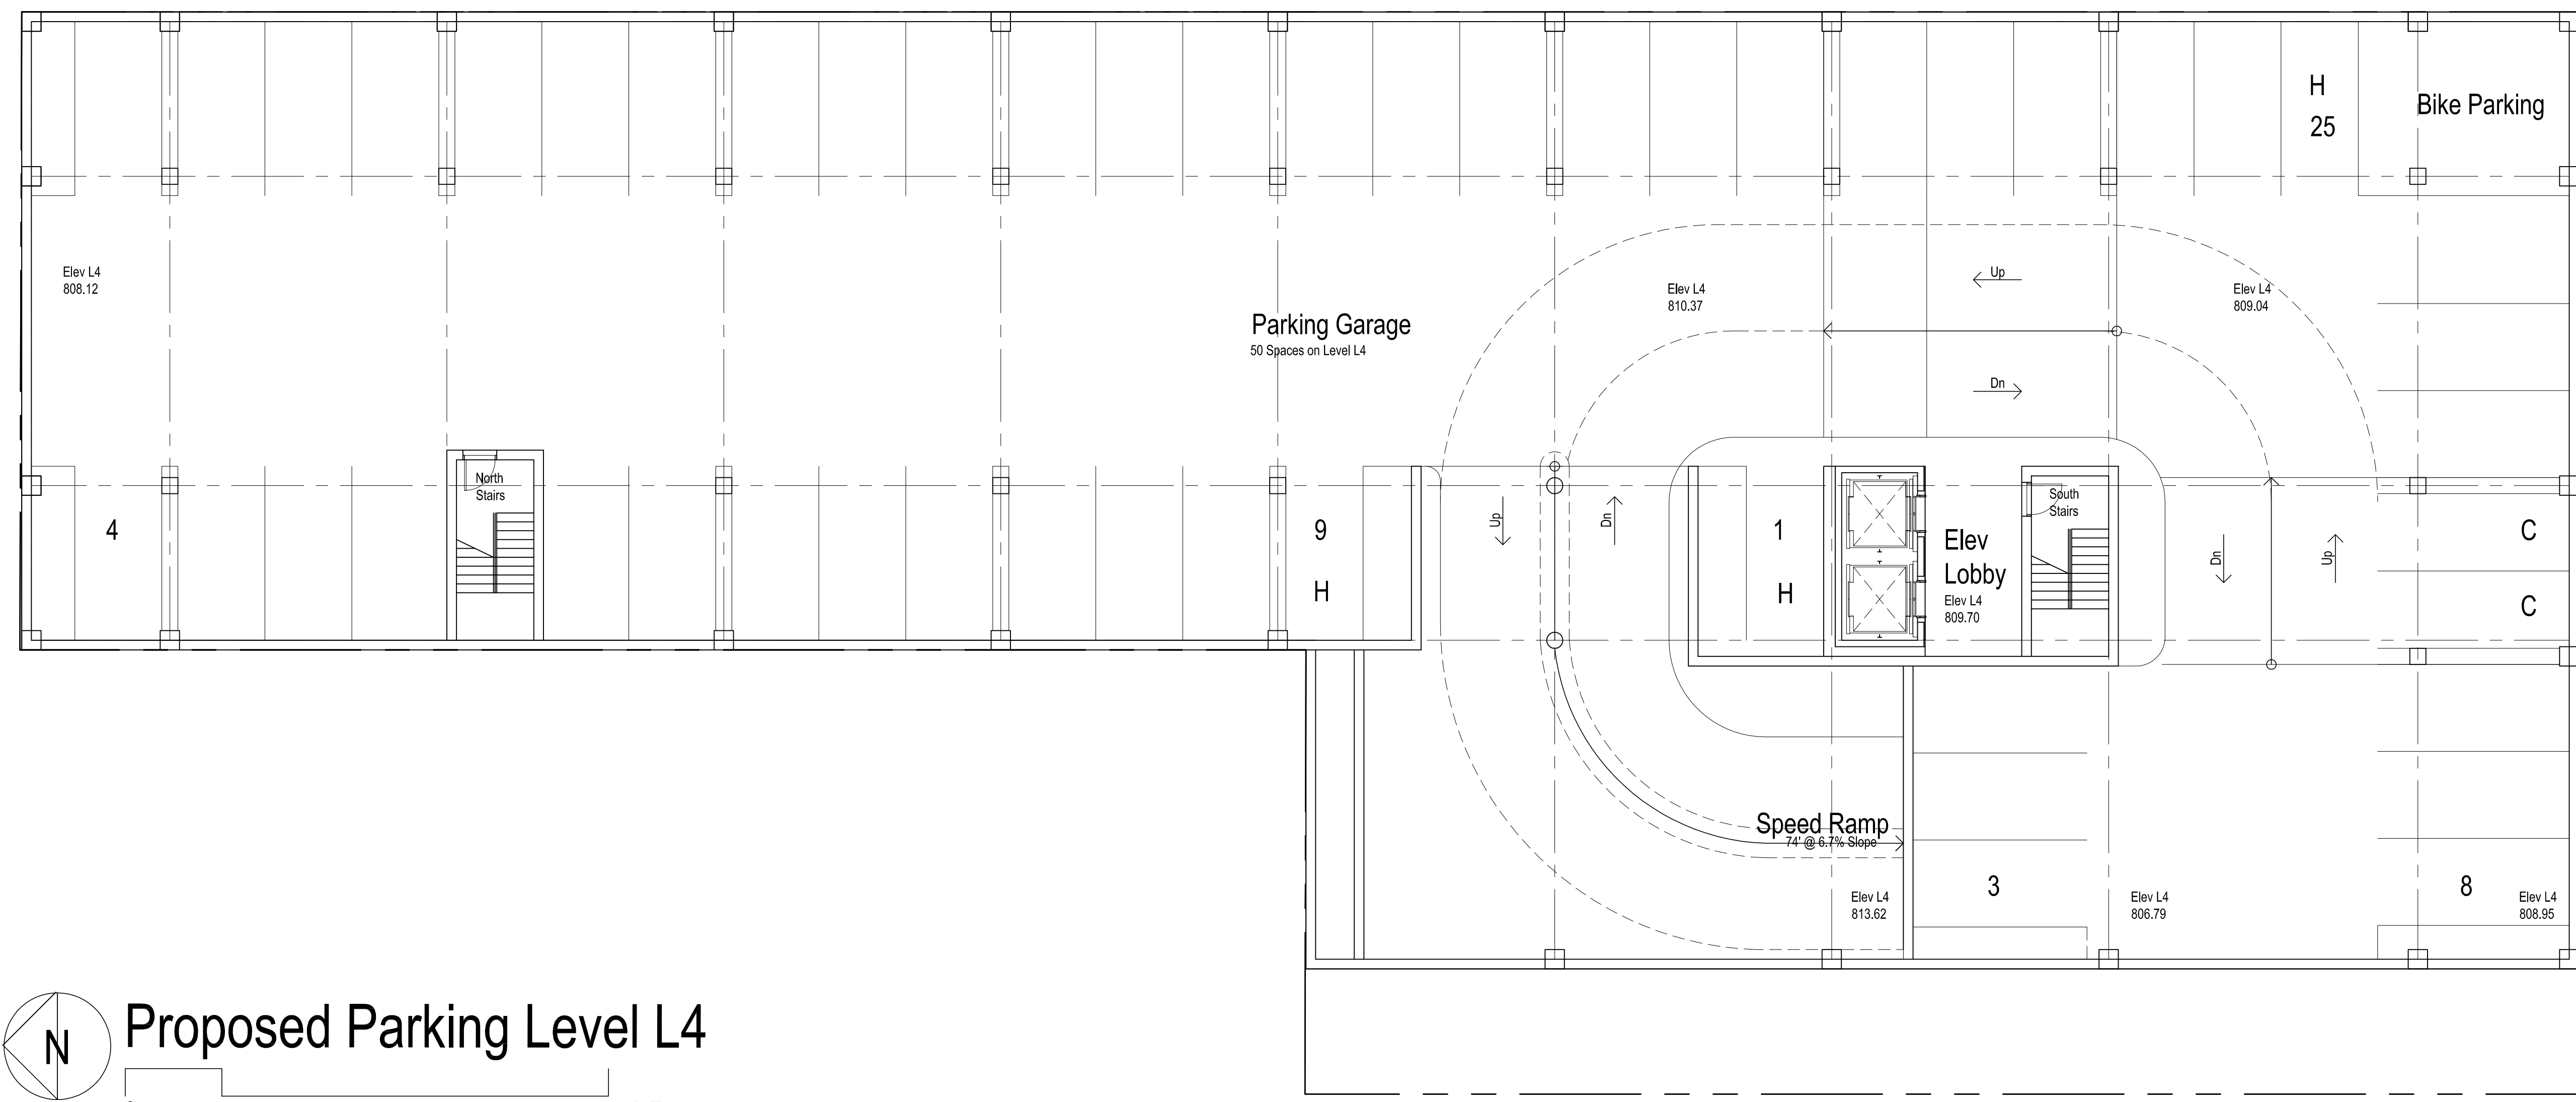 H
25
Bike Parking
Elev L4
808.12
Up
Elev L4
810.37
Elev L4
809.04
Parking Garage
50 Spaces on Level L4
Dn
North
Stairs
4
9
H
Up
Dn
1
H
Elev
Lobby
Elev L4
809.70
South
Stairs
Dn
Up
C
C
Speed Ramp
74' @ 6.7% Slope
3
8
Elev L4
813.62
Elev L4
806.79
Elev L4
808.95
N
Proposed Parking Level L4